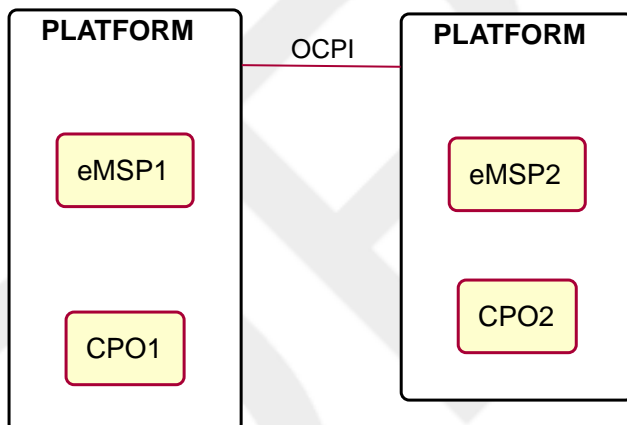 PLATFORM
OCPI
PLATFORM
eMSP1
eMSP2
CPO1
CPO2